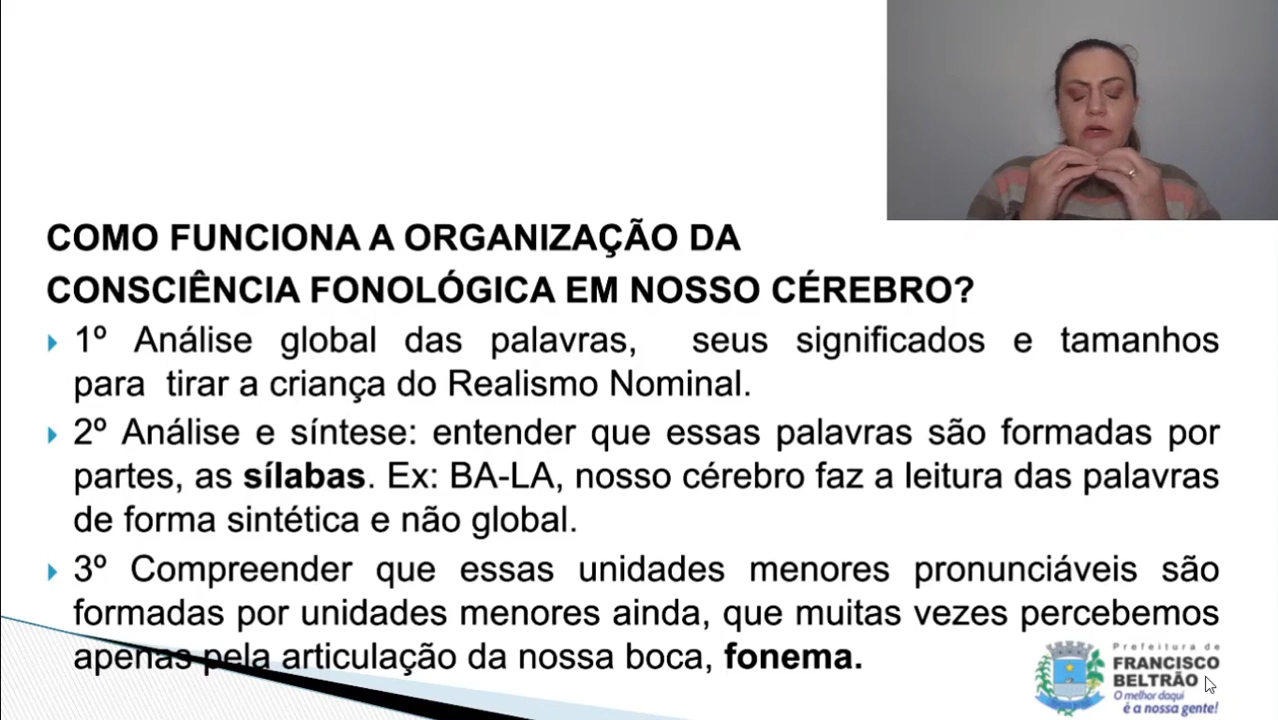 COMO FUNCIONA A ORGANIZAÇÃO DA
CONSCIÊNCIA FONOLÓGICA EM NOSSO CÉREBRO?
1º Análise global das palavras, seus significados e tamanhos
para tirar a criança do Realismo Nominal.
2º Análise e síntese: entender que essas palavras são formadas por
partes, as sílabas. Ex: BA-LA, nosso cérebro faz a leitura das palavras
de forma sintética e não global.
3º Compreender que essas unidades menores pronunciáveis são
formadas por unidades menores ainda, que muitas vezes percebemos
apenas pela articulação da nossa boca, fonema.
Prefeitura de
FRANCISCO
BELTRÃO
O melhor daqui
é a nossa gente!